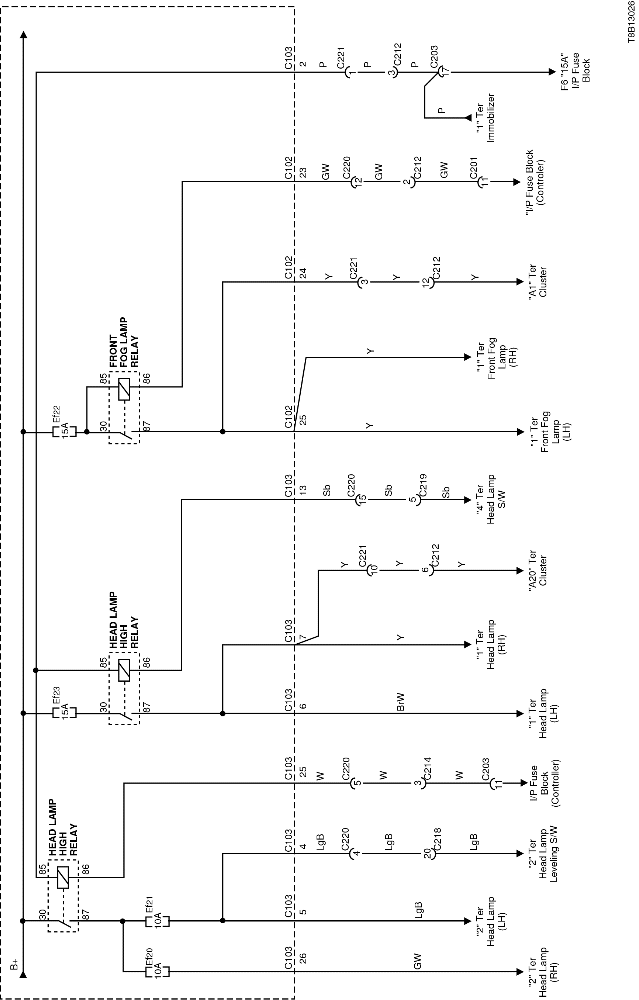 T8B13026
B+
HEAD LAMP
HIGH
RELAY
30
85
87
86
Ef20
10A
Ef21
10A
HEAD LAMP
HIGH
RELAY
Ef23
15A
30
85
87
86
FRONT
FOG LAMP
RELAY
Ef22
15A
30
85
87
86
C103
26
GW
"2" Ter
Head Lamp
(RH)
C103
5
LgB
"2" Ter
Head Lamp
(LH)
C103
4
LgB
C220
4
LgB
C218
20
LgB
"2" Ter
Head Lamp
Leveling S/W
C103
25
W
C220
5
W
C214
3
W
C203
11
I/P Fuse
Block
(Controller)
C103
6
BrW
"1" Ter
Head Lamp
(LH)
C103
7
Y
"1" Ter
Head Lamp
(RH)
Y
C221
10
Y
C212
6
Y
"A20" Ter
Cluster
C103
13
Sb
C220
15
Sb
C219
5
Sb
"4" Ter
Head Lamp
S/W
C102
25
Y
"1" Ter
Front Fog
Lamp
(LH)
Y
"1" Ter
Front Fog
Lamp
(RH)
C102
24
Y
C221
3
Y
C212
12
Y
"A1" Ter
Cluster
C102
23
GW
C220
12
GW
C212
2
GW
C201
11
"I/P Fuse Block
(Controler)
C103
2
P
C221
1
P
C212
3
C203
17
F6 "15A"
I/P Fuse
Block
P
"1" Ter
Immobilizer